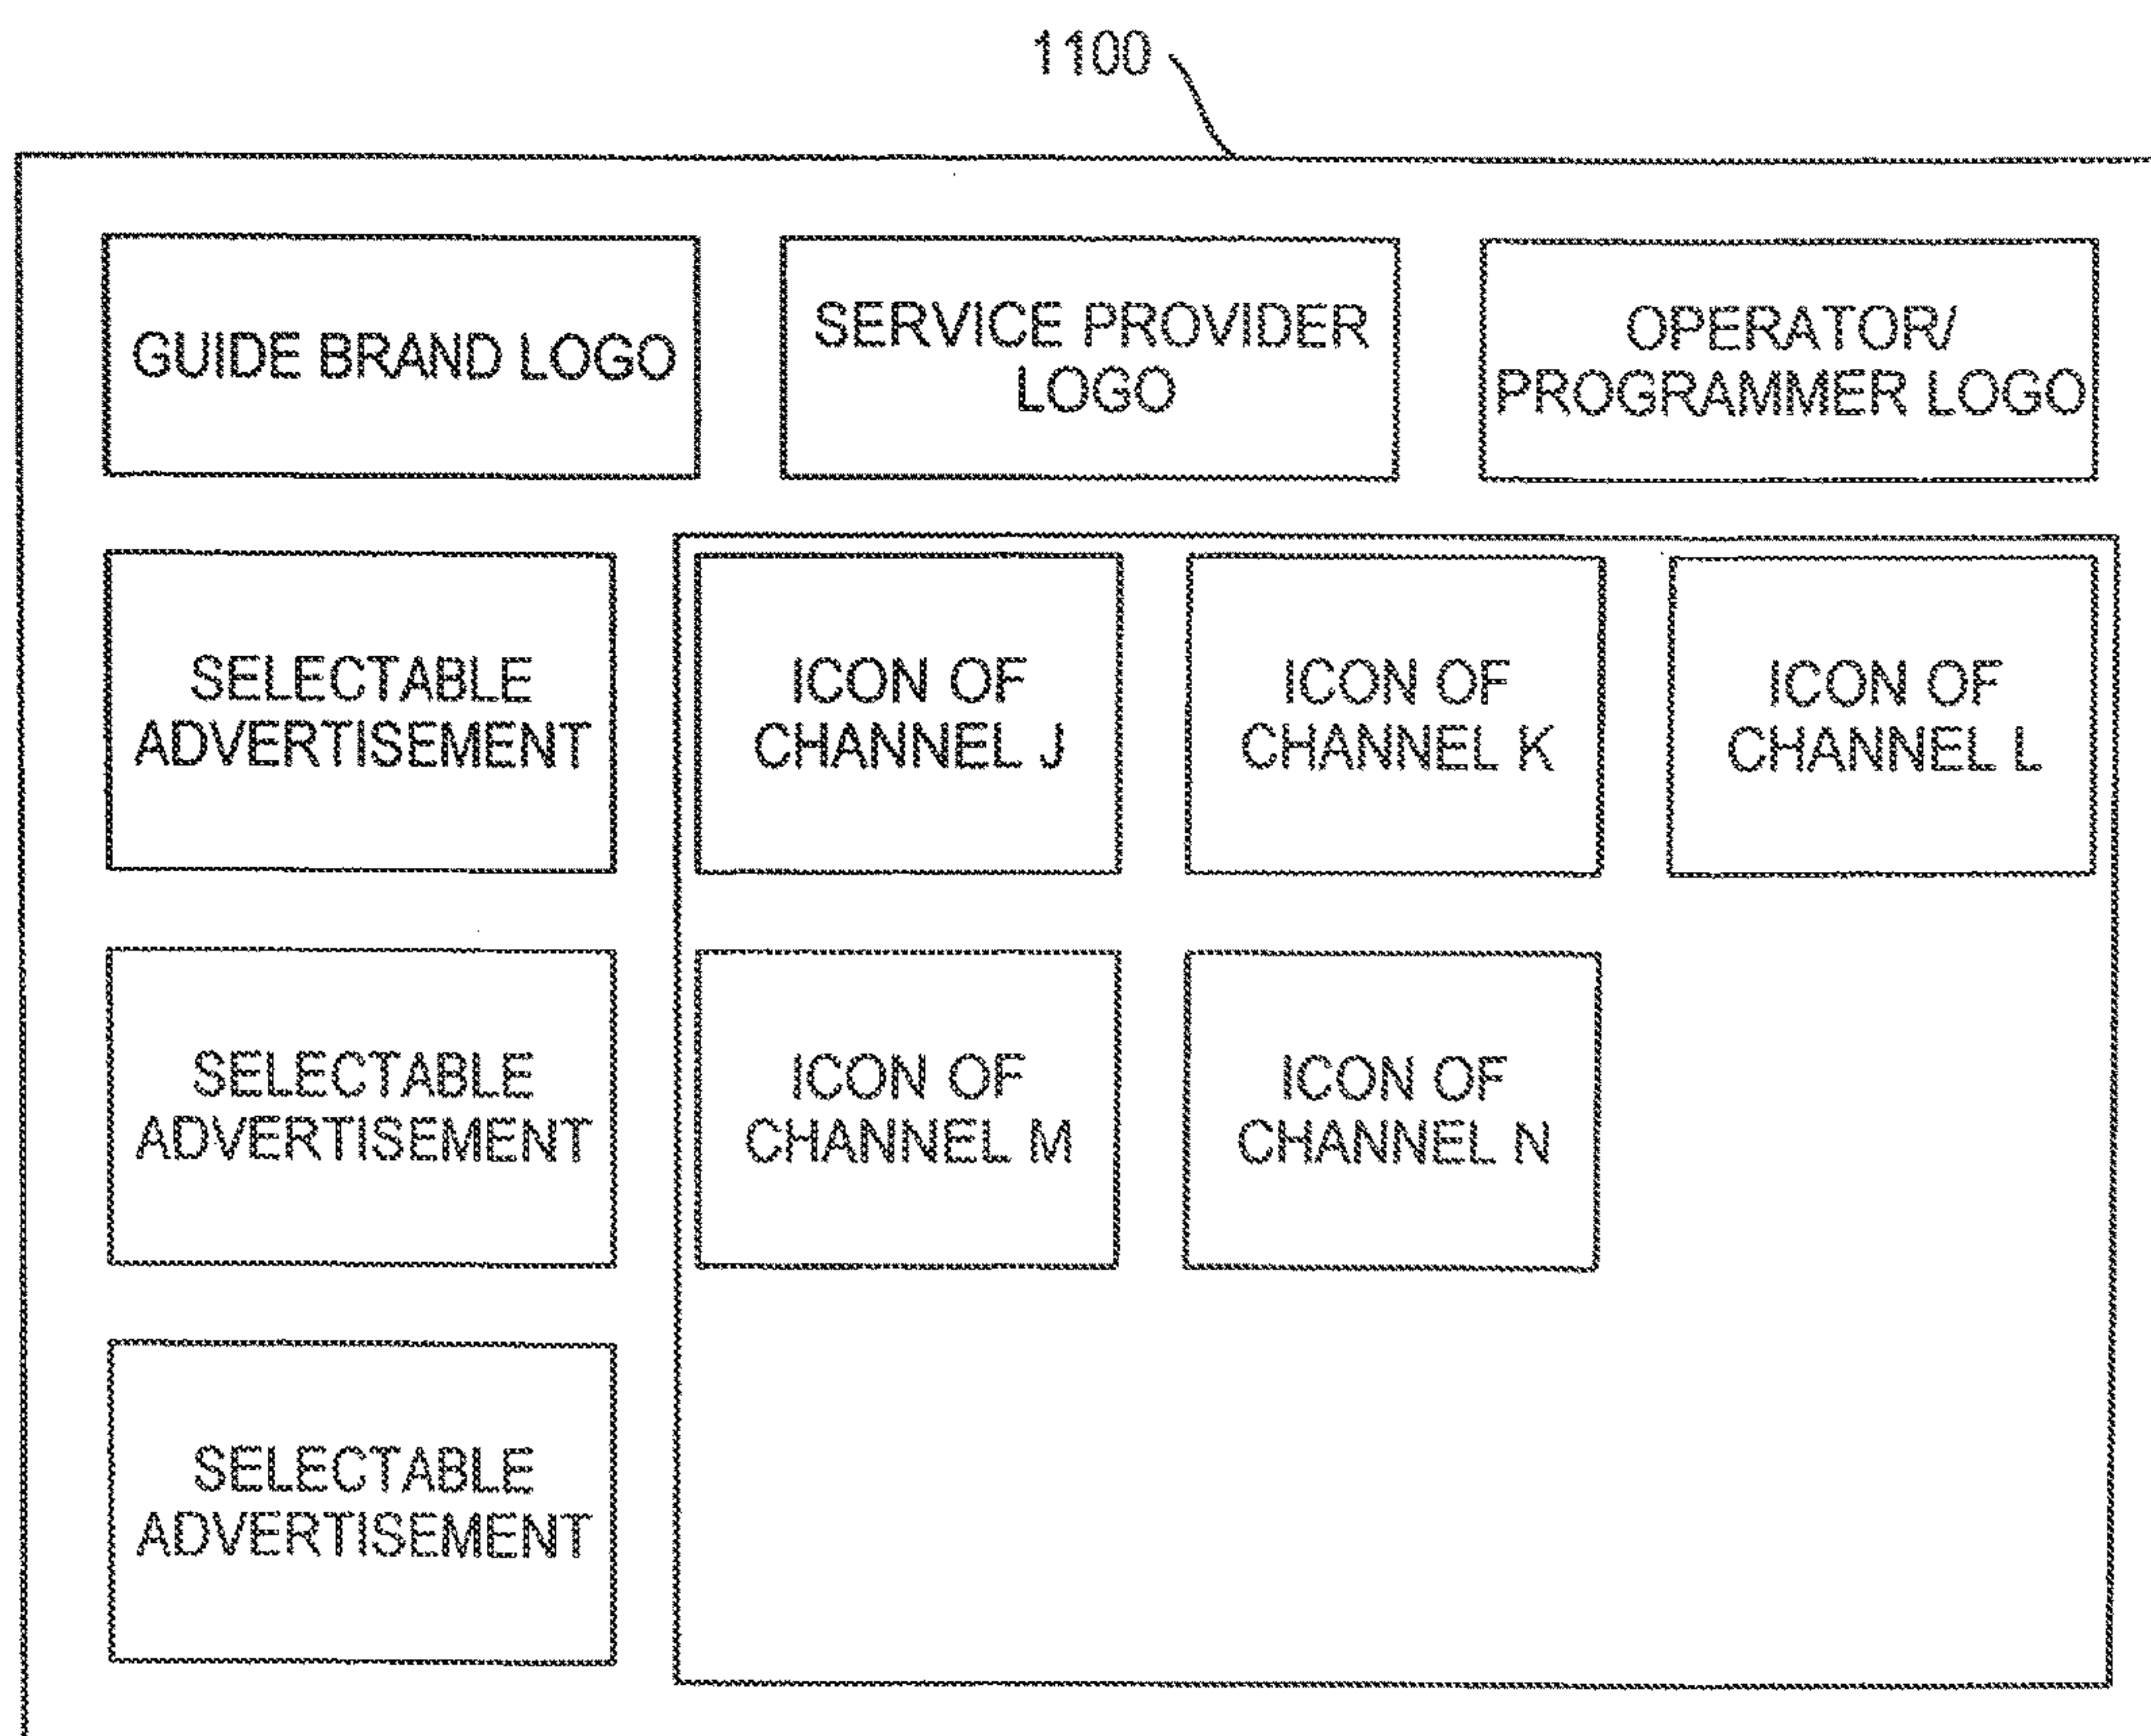 1100
GUIDE BRAND LOGO
SERVICE PROVIDER
LOGO
OPERATOR/
PROGRAMMER LOGO
SELECTABLE
ADVERTISEMENT
ICON OF
CHANNEL J
ICON OF
CHANNEL K
ICON OF
CHANNEL L
SELECTABLE
ADVERTISEMENT
ICON OF
CHANNEL M
ICON OF
CHANNEL N
SELECTABLE
ADVERTISEMENT